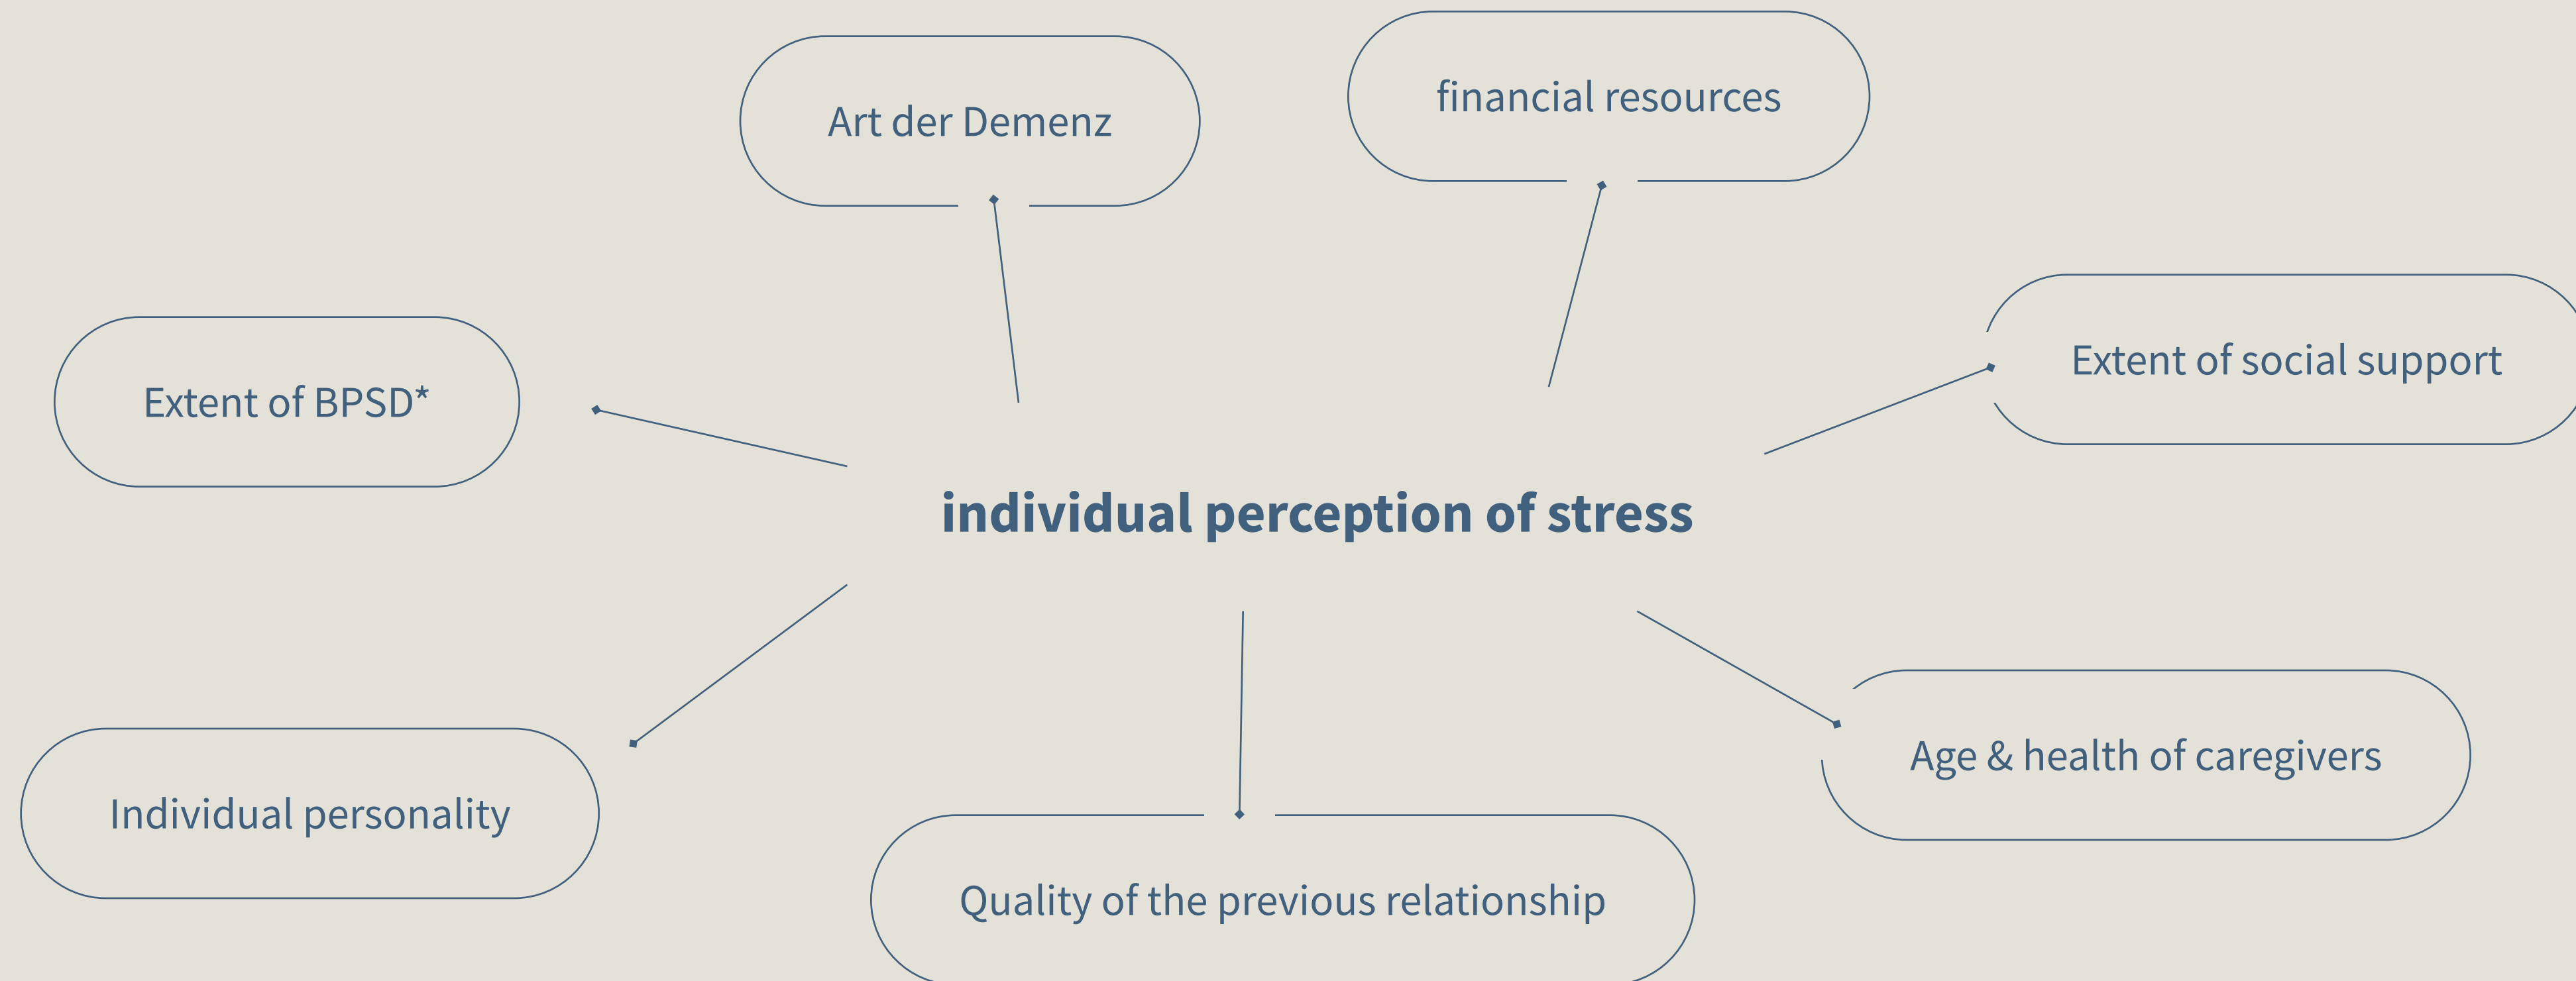 financial resources
Art der Demenz
Extent of social support
Extent of BPSD*
individual perception of stress
Age & health of caregivers
Individual personality
Quality of the previous relationship